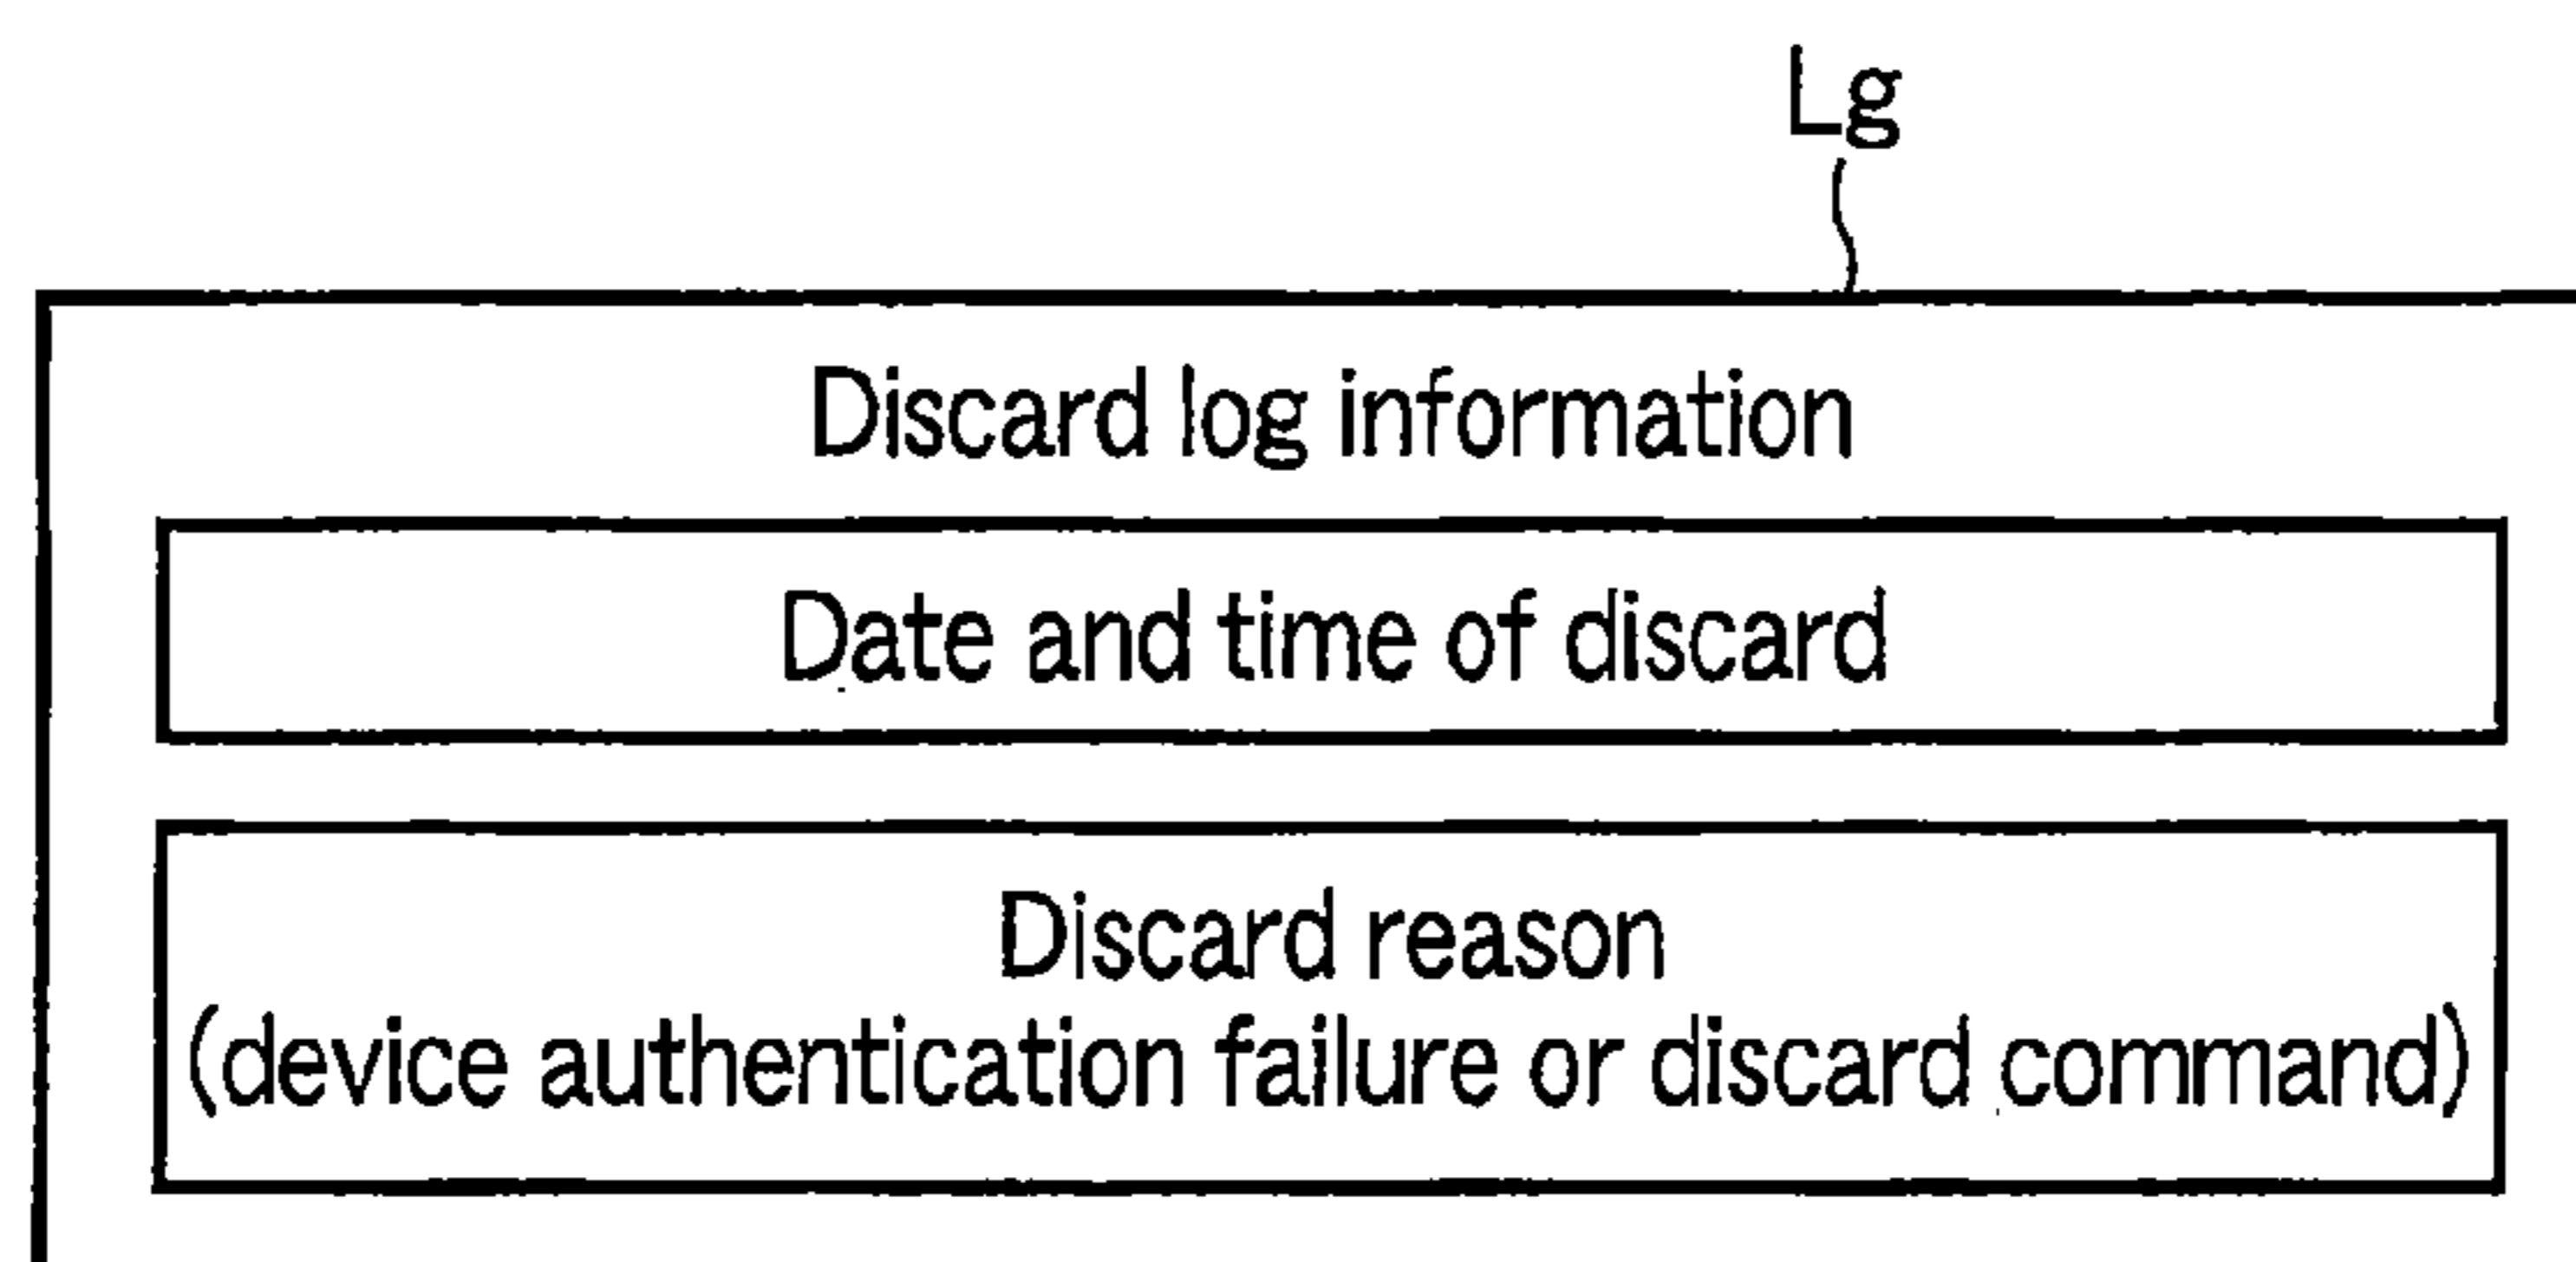 Lg
Discard log information
Date and time of discard
Discard reason
(device authentication failure or discard command)